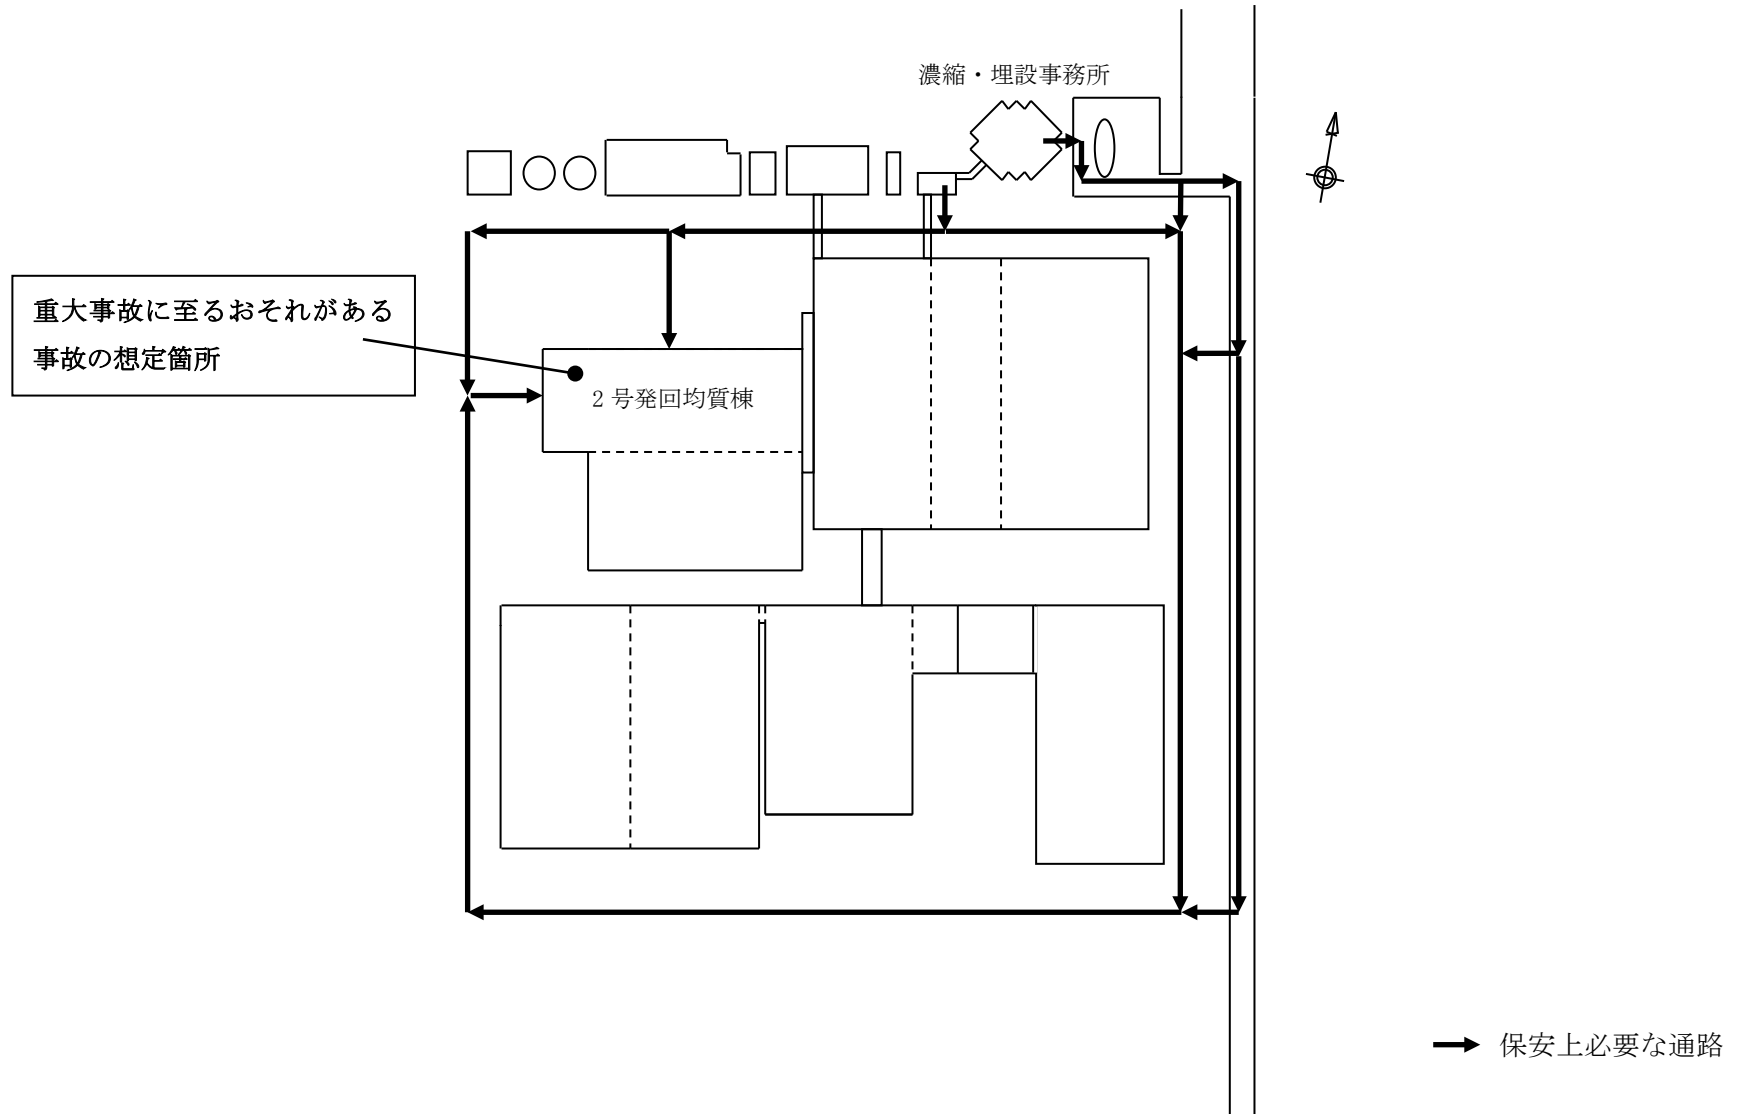 濃縮・埋設事務所
重大事故に至るおそれがある
事故の想定箇所
2 号発回均質棟
保安上必要な通路